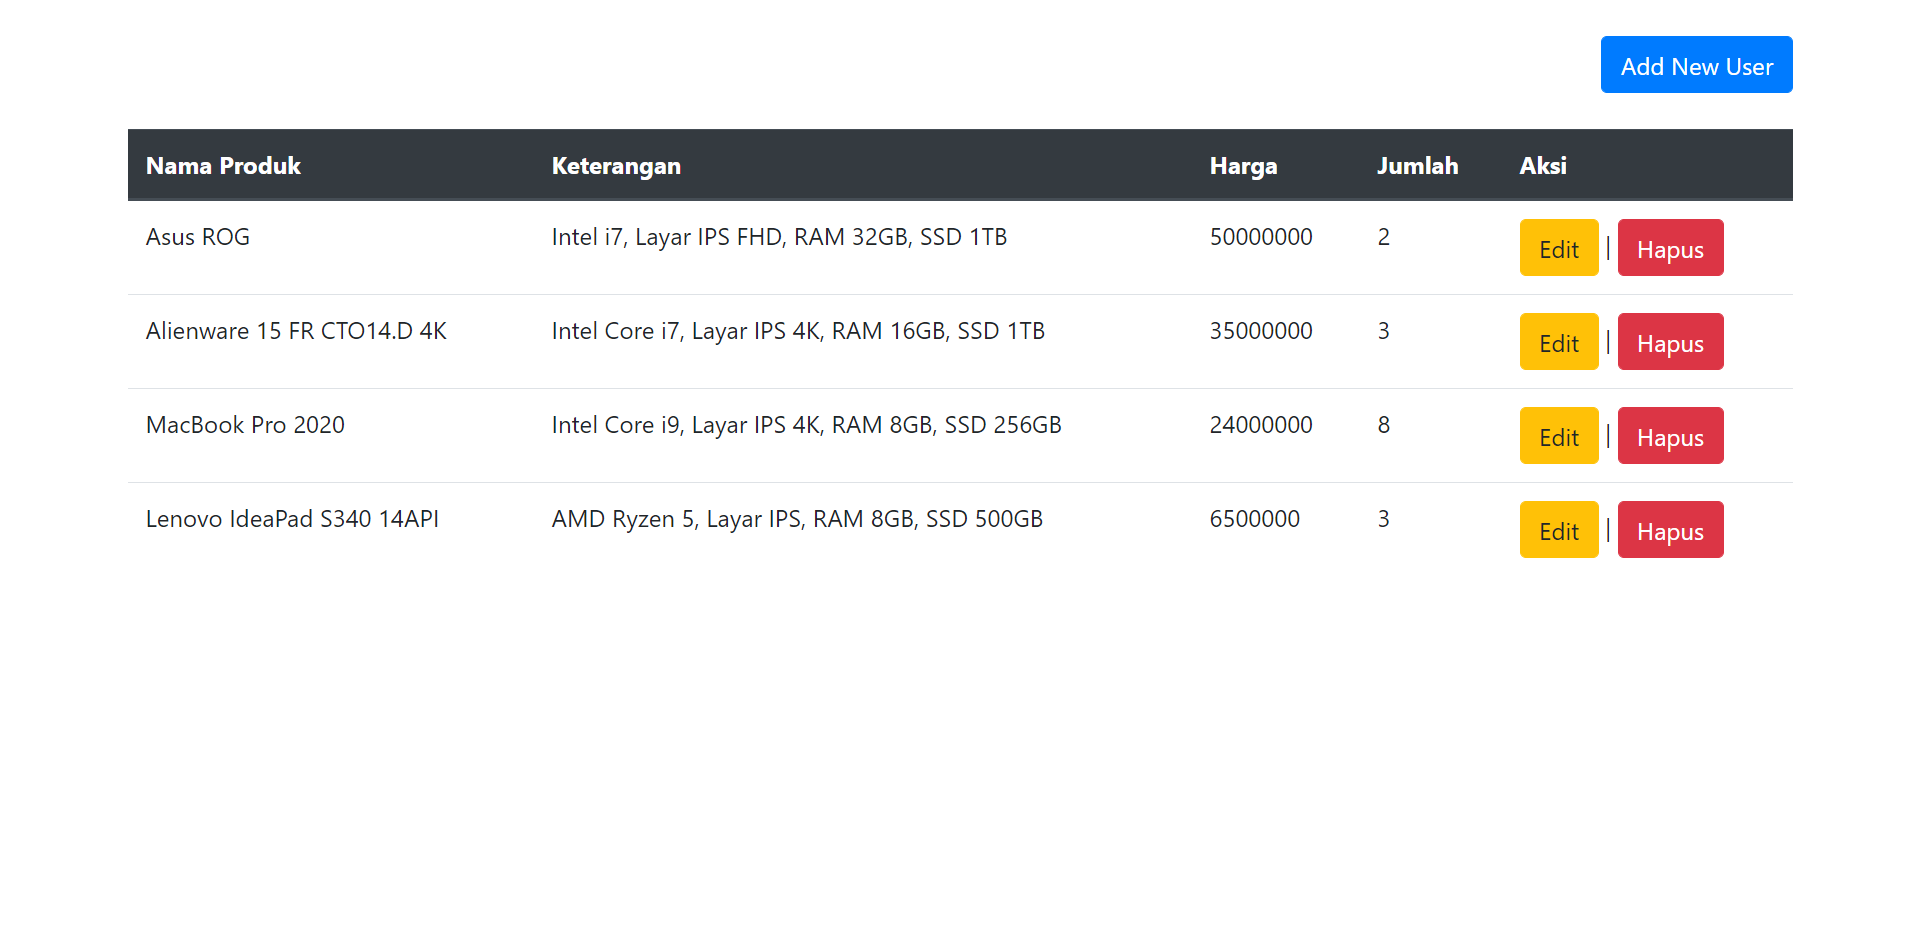 Add New User
Nama Produk Keterangan Harga Jumlah Aksi
Asus ROG Intel i7, Layar IPS FHD, RAM 32GB, SSD 1TB 50000000 2 Edit | Hapus
Alienware 15 FR CTO14.D 4K Intel Core i7, Layar IPS 4K, RAM 16GB, SSD 1TB 35000000 3 Edit | Hapus
MacBook Pro 2020 Intel Core i9, Layar IPS 4K, RAM 8GB, SSD 256GB 24000000 8 Edit | Hapus
Lenovo IdeaPad S340 14API AMD Ryzen 5, Layar IPS, RAM 8GB, SSD 500GB 6500000 3 Edit | Hapus